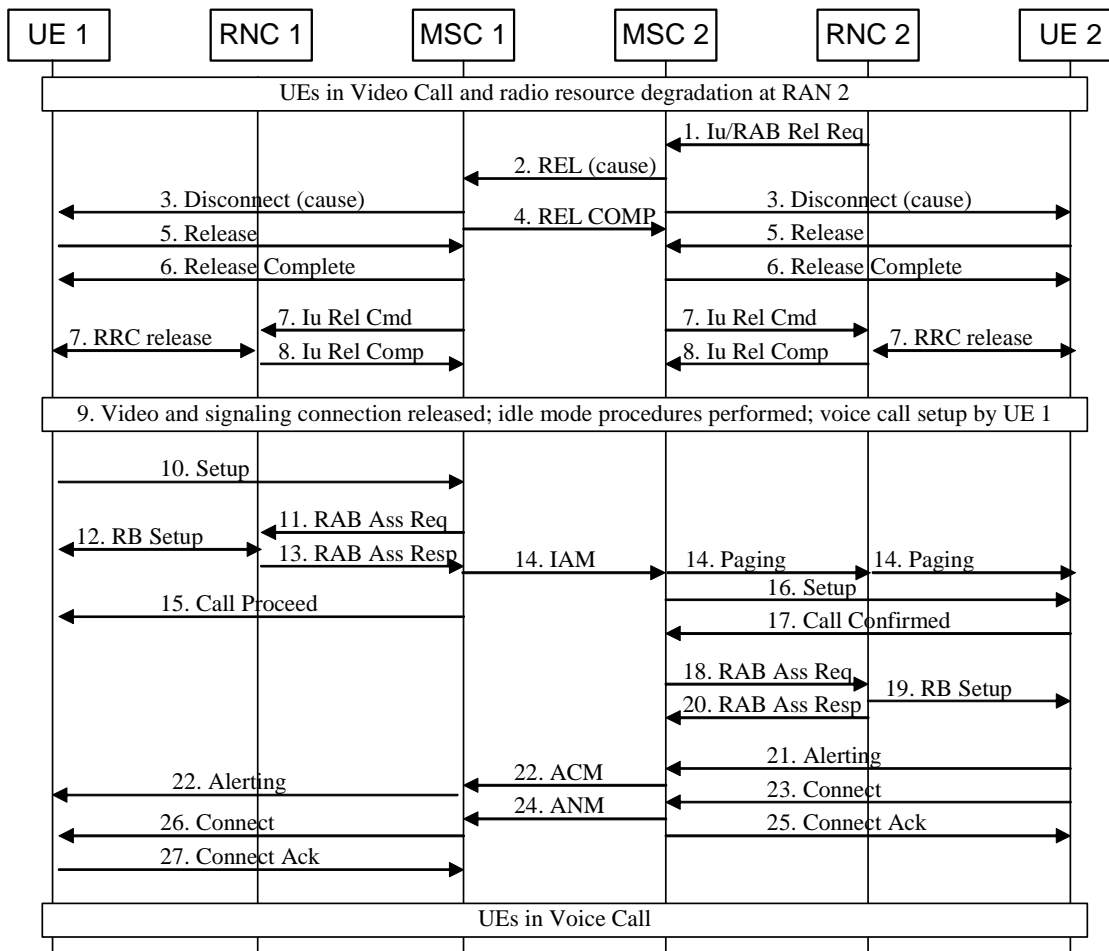 UE 1
RNC 1
MSC 1
MSC 2
RNC 2
UE 2
UEs in Video Call and radio resource degradation at RAN 2
1. Iu/RAB Rel Req
2. REL (cause)
3. Disconnect (cause)
4. REL COMP
3. Disconnect (cause)
5. Release
5. Release
6. Release Complete
6. Release Complete
7. Iu Rel Cmd
7. Iu Rel Cmd
7. RRC release
7. RRC release
8. Iu Rel Comp
8. Iu Rel Comp
9. Video and signaling connection released; idle mode procedures performed; voice call setup by UE 1
10. Setup
11. RAB Ass Req
12. RB Setup
13. RAB Ass Resp
14. IAM
14. Paging
14. Paging
15. Call Proceed
16. Setup
17. Call Confirmed
18. RAB Ass Req
19. RB Setup
20. RAB Ass Resp
21. Alerting
22. ACM
22. Alerting
23. Connect
24. ANM
26. Connect
25. Connect Ack
27. Connect Ack
UEs in Voice Call